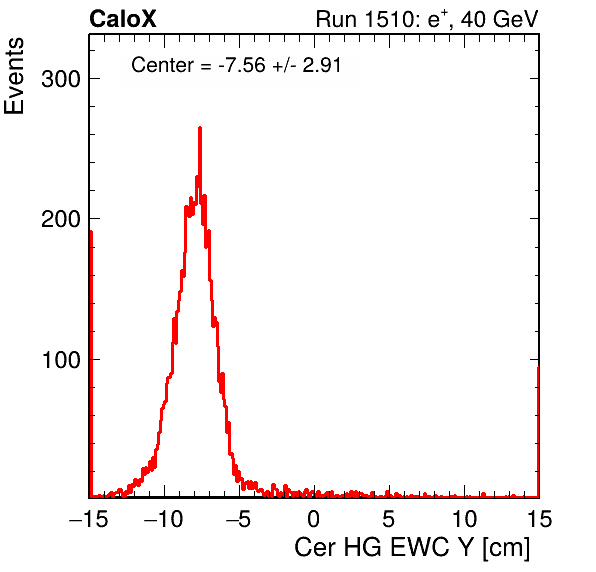 CaloX Run 1510: e⁺, 40 GeV
Center = -7.56 +/- 2.91
Events
300
200
100
−15 −10 −5 0 5 10 15
Cer HG EWC Y [cm]